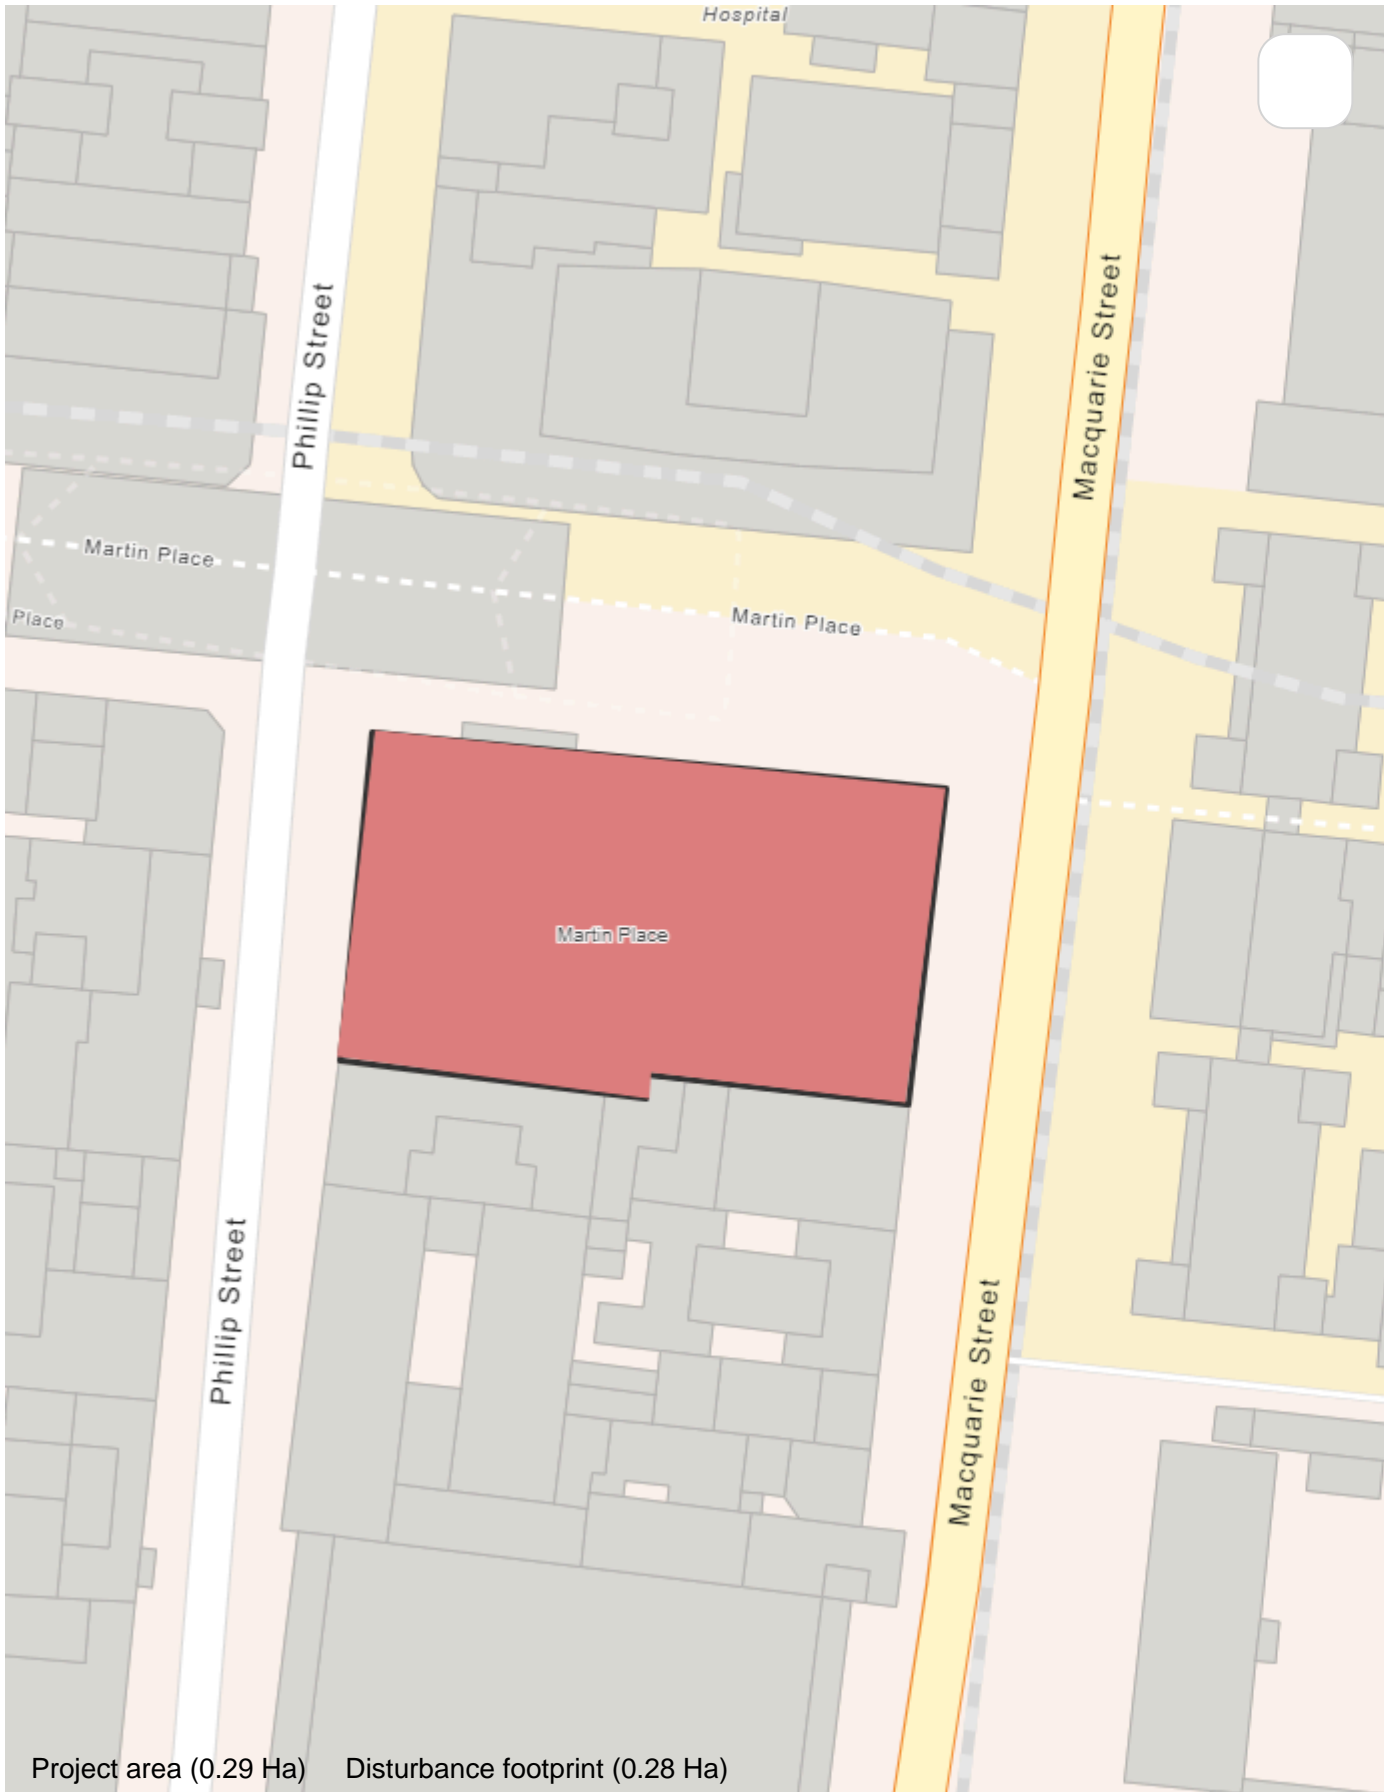 Hospital
Phillip Street
Macquarie Street
Martin Place
Place
Martin Place
Martin Place
Phillip Street
Macquarie Street
Project area (0.29 Ha) Disturbance footprint (0.28 Ha)